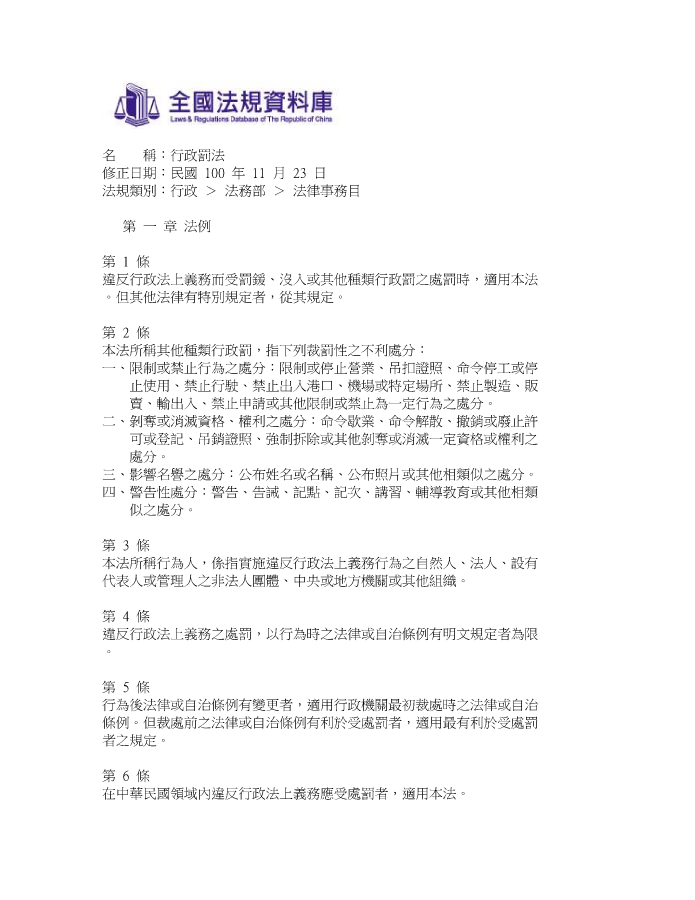 全國法規資料庫
Laws & Regulations Database of The Republic of China
名　　稱：行政罰法
修正日期：民國 100 年 11 月 23 日
法規類別：行政 ＞ 法務部 ＞ 法律事務目
第 一 章 法例
第 1 條
違反行政法上義務而受罰鍰、沒入或其他種類行政罰之處罰時，適用本法
。但其他法律有特別規定者，從其規定。
第 2 條
本法所稱其他種類行政罰，指下列裁罰性之不利處分：
一、限制或禁止行為之處分：限制或停止營業、吊扣證照、命令停工或停
止使用、禁止行駛、禁止出入港口、機場或特定場所、禁止製造、販
賣、輸出入、禁止申請或其他限制或禁止為一定行為之處分。
二、剝奪或消滅資格、權利之處分：命令歇業、命令解散、撤銷或廢止許
可或登記、吊銷證照、強制拆除或其他剝奪或消滅一定資格或權利之
處分。
三、影響名譽之處分：公布姓名或名稱、公布照片或其他相類似之處分。
四、警告性處分：警告、告誡、記點、記次、講習、輔導教育或其他相類
似之處分。
第 3 條
本法所稱行為人，係指實施違反行政法上義務行為之自然人、法人、設有
代表人或管理人之非法人團體、中央或地方機關或其他組織。
第 4 條
違反行政法上義務之處罰，以行為時之法律或自治條例有明文規定者為限
。
第 5 條
行為後法律或自治條例有變更者，適用行政機關最初裁處時之法律或自治
條例。但裁處前之法律或自治條例有利於受處罰者，適用最有利於受處罰
者之規定。
第 6 條
在中華民國領域內違反行政法上義務應受處罰者，適用本法。